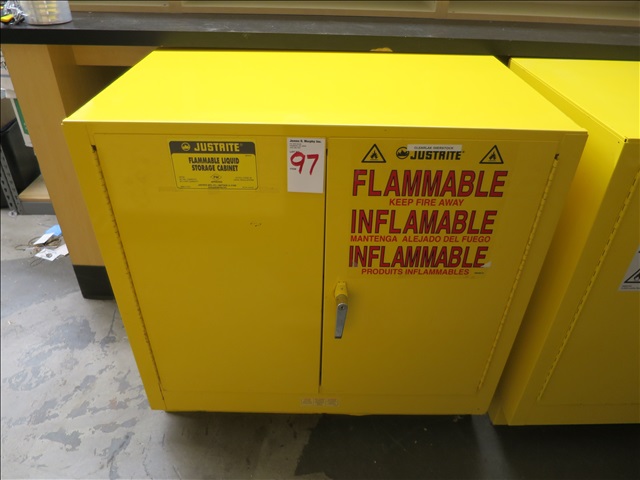 JUSTRITE
FLAMMABLE LIQUID
STORAGE CABINET
97
JUSTRITE
FLAMMABLE
KEEP FIRE AWAY
INFLAMABLE
MANTENGA ALEJADO DEL FUEGO
INFLAMMABLE
PRODUITS INFLAMMABLES